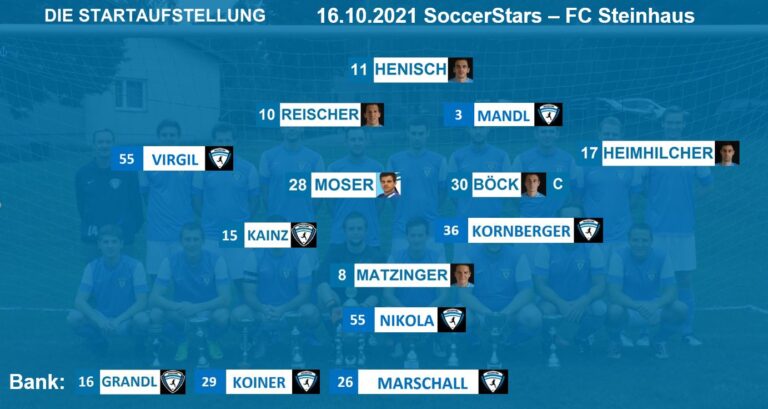 DIE STARTAUFSTELLUNG 16.10.2021 SoccerStars – FC Steinhaus
11 HENISCH
10 REISCHER 3 MANDL
55 VIRGIL 17 HEIMHILCHER
28 MOSER 30 BÖCK C
15 KAINZ 36 KORNBERGER
8 MATZINGER
55 NIKOLA
Bank: 16 GRANDL 29 KOINER 26 MARSCHALL